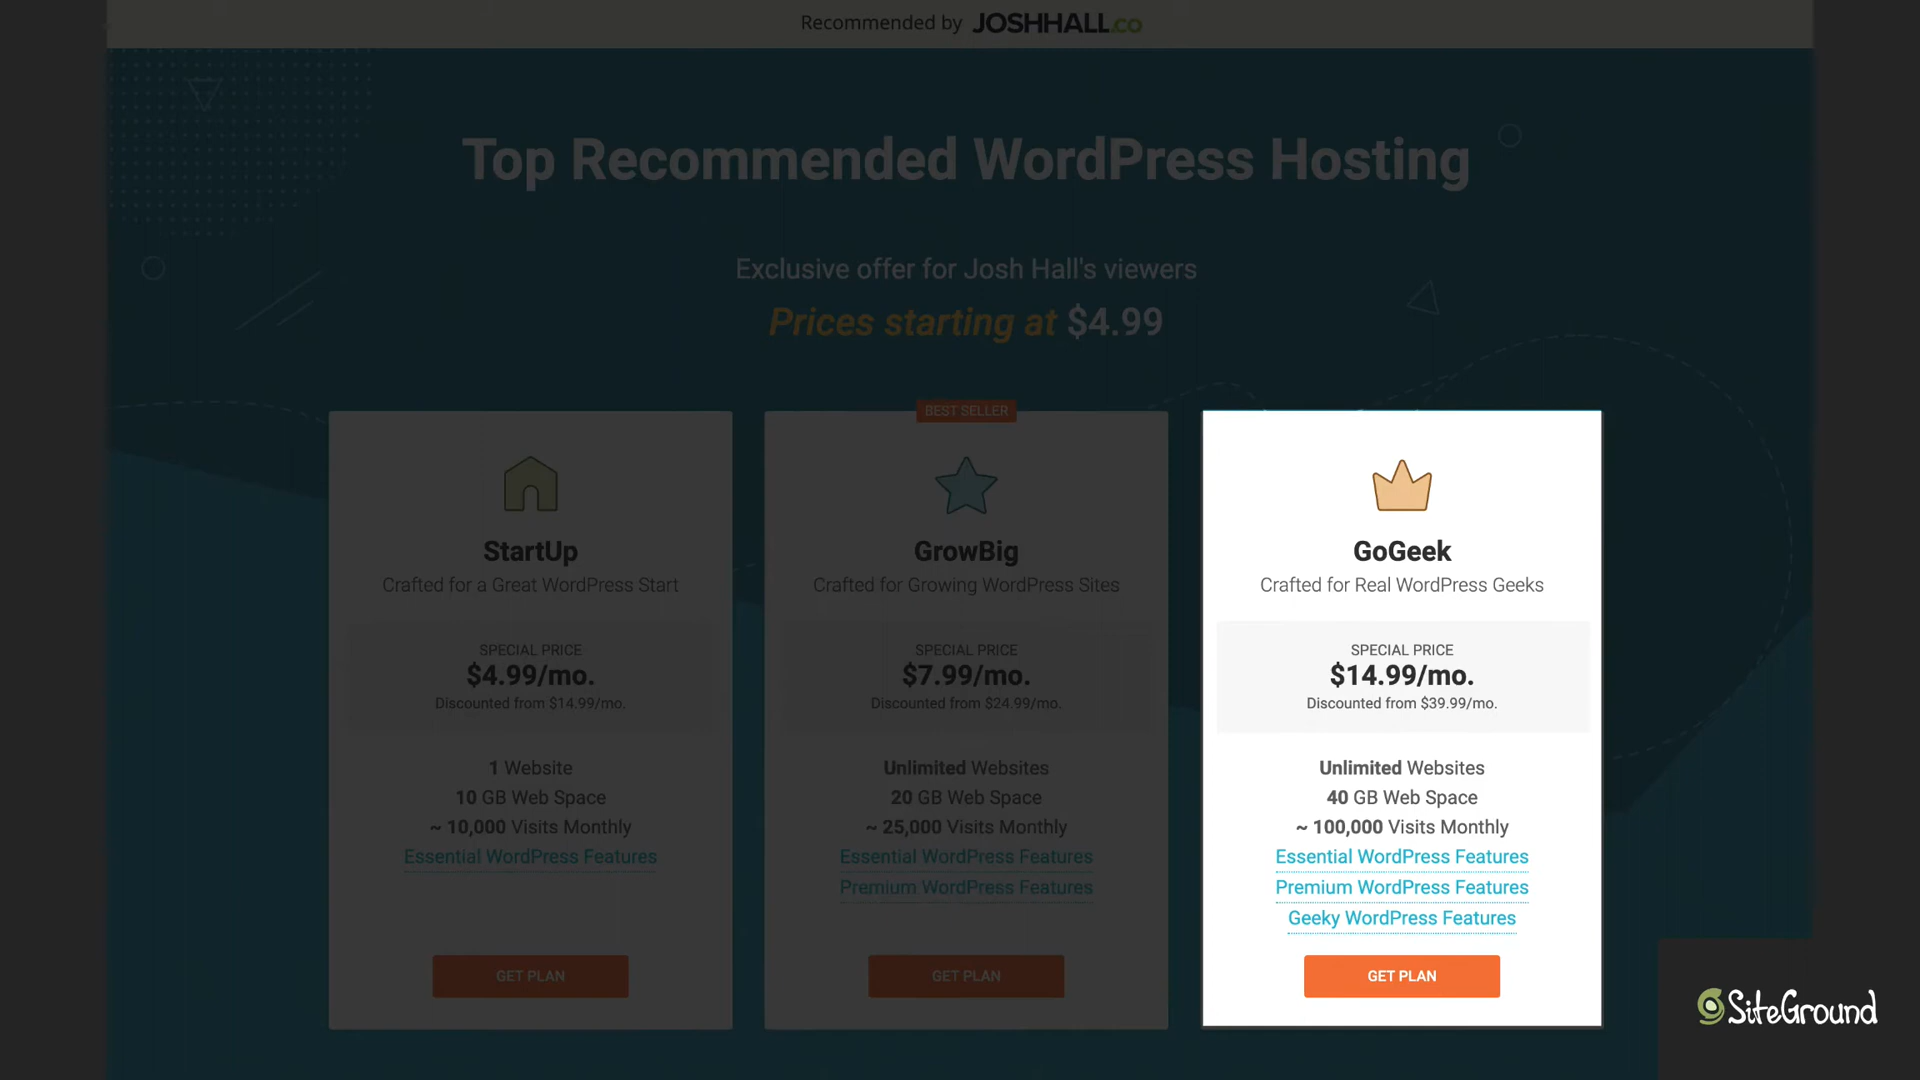 Recommended by JOSHHALL.co
Top Recommended WordPress Hosting
Exclusive offer for Josh Hall's viewers
Prices starting at $4.99
StartUp
Crafted for a Great WordPress Start
SPECIAL PRICE
$4.99/mo.
Discounted from $14.99/mo.
1 Website
10 GB Web Space
~ 10,000 Visits Monthly
Essential WordPress Features
GET PLAN
BEST SELLER
GrowBig
Crafted for Growing WordPress Sites
SPECIAL PRICE
$7.99/mo.
Discounted from $24.99/mo.
Unlimited Websites
20 GB Web Space
~ 25,000 Visits Monthly
Essential WordPress Features
Premium WordPress Features
GET PLAN
GoGeek
Crafted for Real WordPress Geeks
SPECIAL PRICE
$14.99/mo.
Discounted from $39.99/mo.
Unlimited Websites
40 GB Web Space
~ 100,000 Visits Monthly
Essential WordPress Features
Premium WordPress Features
Geeky WordPress Features
GET PLAN
SiteGround